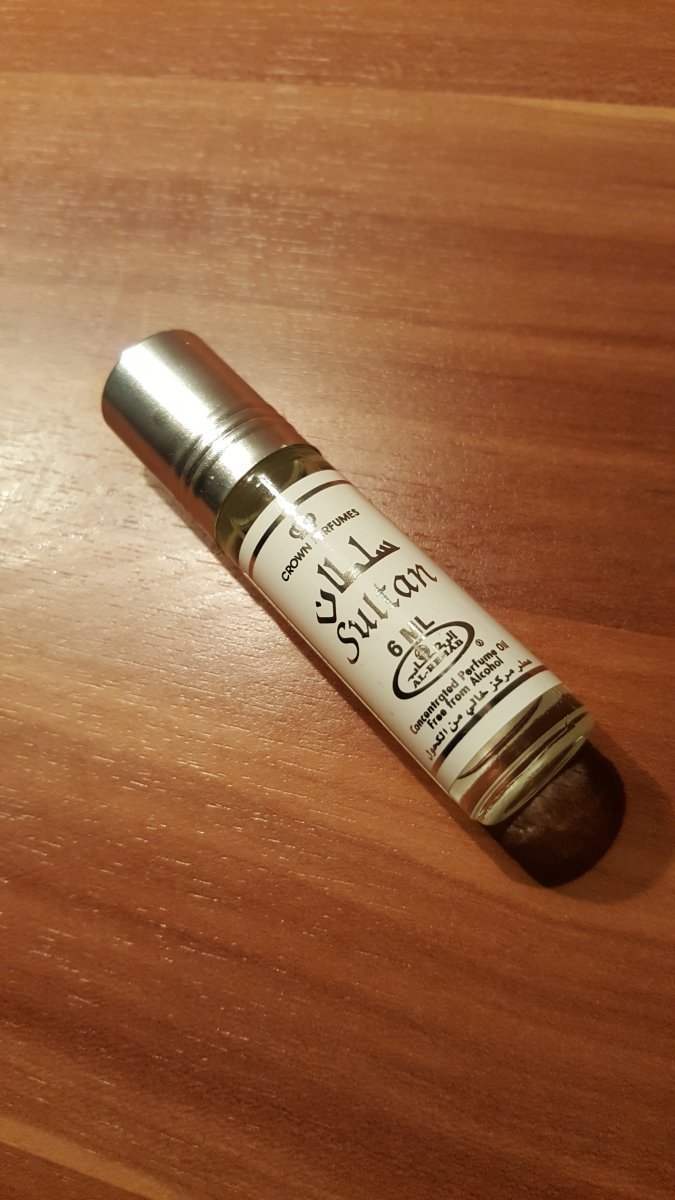 CROWN PERFUMES
سلطان
Sultan
6 ML
الرحاب
AL-REHAB
®
Concentrated Perfume Oil
Free from Alcohol
عطر مركز خالي من الكحول